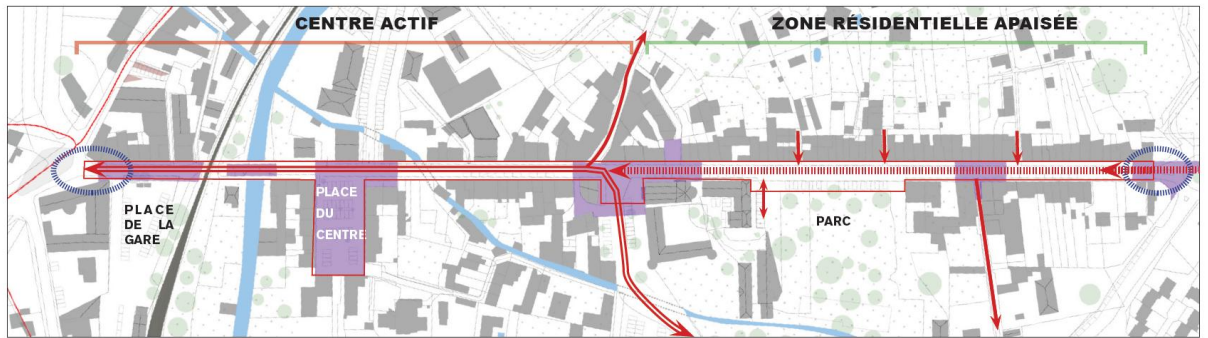 CENTRE ACTIF
ZONE RÉSIDENTIELLE APAISÉE
PLACE
DE LA
GARE
PLACE
DU
CENTRE
PARC